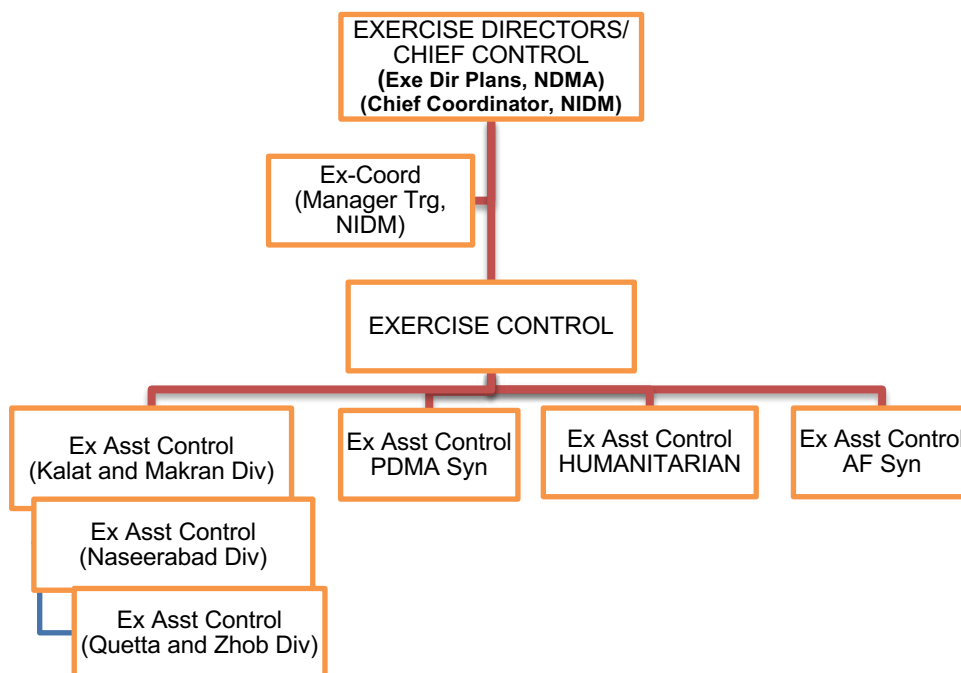 EXERCISE DIRECTORS/
CHIEF CONTROL
(Exe Dir Plans, NDMA)
(Chief Coordinator, NIDM)
Ex-Coord
(Manager Trg,
NIDM)
EXERCISE CONTROL
Ex Asst Control
(Kalat and Makran Div)
Ex Asst Control
PDMA Syn
Ex Asst Control
HUMANITARIAN
Ex Asst Control
AF Syn
Ex Asst Control
(Naseerabad Div)
Ex Asst Control
(Quetta and Zhob Div)